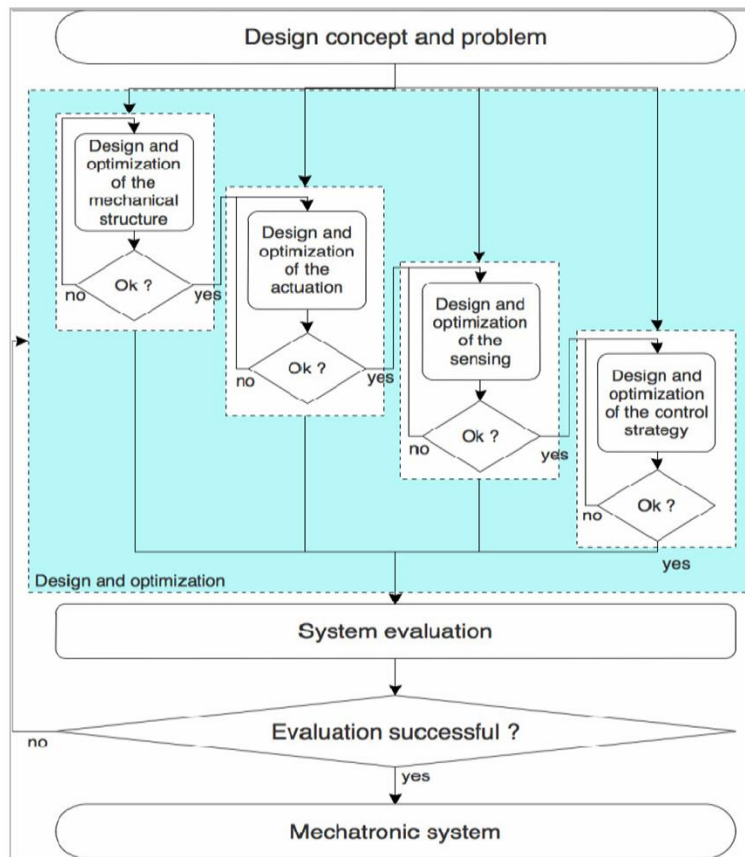 Design concept and problem
Design and
optimization
of the
mechanical
structure
Ok ?
no
yes
Design and
optimization
of the
actuation
Ok ?
no
yes
Design and
optimization
of the
sensing
Ok ?
no
yes
Design and
optimization
of the control
strategy
Ok ?
no
yes
Design and optimization
System evaluation
Evaluation successful ?
no
yes
Mechatronic system